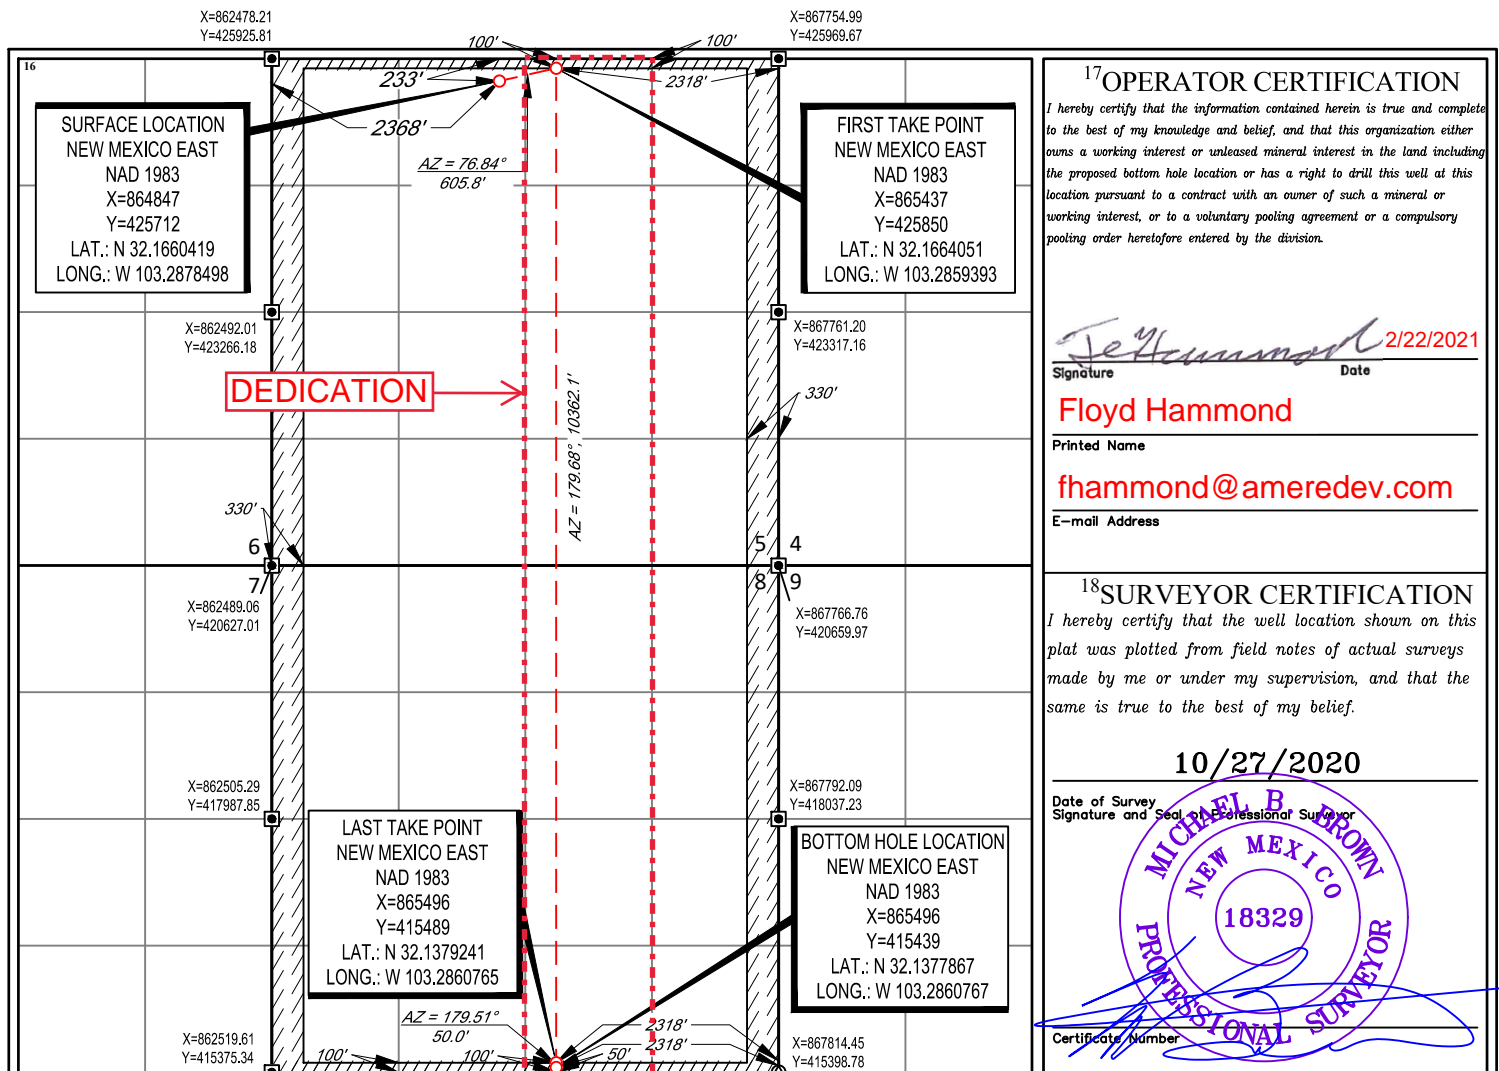 X=862478.21
Y=425925.81
X=867754.99
Y=425969.67
16
100'
100'
233'
2318'
2368'
AZ = 76.84°
605.8'
SURFACE LOCATION
NEW MEXICO EAST
NAD 1983
X=864847
Y=425712
LAT.: N 32.1660419
LONG.: W 103.2878498
FIRST TAKE POINT
NEW MEXICO EAST
NAD 1983
X=865437
Y=425850
LAT.: N 32.1664051
LONG.: W 103.2859393
X=862492.01
Y=423266.18
X=867761.20
Y=423317.16
DEDICATION
AZ = 179.68°, 10362.1'
330'
330'
6
5 4
7
8 9
X=862489.06
Y=420627.01
X=867766.76
Y=420659.97
X=862505.29
Y=417987.85
X=867792.09
Y=418037.23
LAST TAKE POINT
NEW MEXICO EAST
NAD 1983
X=865496
Y=415489
LAT.: N 32.1379241
LONG.: W 103.2860765
BOTTOM HOLE LOCATION
NEW MEXICO EAST
NAD 1983
X=865496
Y=415439
LAT.: N 32.1377867
LONG.: W 103.2860767
AZ = 179.51°
50.0'
2318'
2318'
100'
100'
50'
X=862519.61
Y=415375.34
X=867814.45
Y=415398.78
17OPERATOR CERTIFICATION
I hereby certify that the information contained herein is true and complete
to the best of my knowledge and belief, and that this organization either
owns a working interest or unleased mineral interest in the land including
the proposed bottom hole location or has a right to drill this well at this
location pursuant to a contract with an owner of such a mineral or
working interest, or to a voluntary pooling agreement or a compulsory
pooling order heretofore entered by the division.
2/22/2021
Signature Date
Floyd Hammond
Printed Name
fhammond@ameredev.com
E-mail Address
18SURVEYOR CERTIFICATION
I hereby certify that the well location shown on this
plat was plotted from field notes of actual surveys
made by me or under my supervision, and that the
same is true to the best of my belief.
10/27/2020
Date of Survey
Signature and Seal of Professional Surveyor
MICHAEL B. BROWN
NEW MEXICO
18329
PROFESSIONAL SURVEYOR
Certificate Number